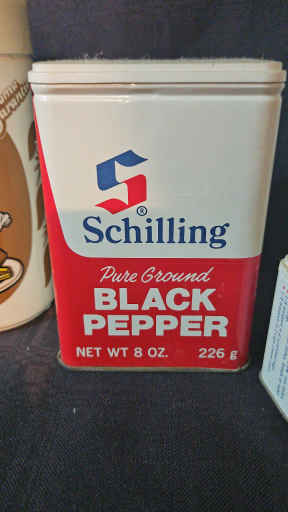 S®
Schilling
Pure Ground
BLACK
PEPPER
NET WT 8 OZ. 226 g